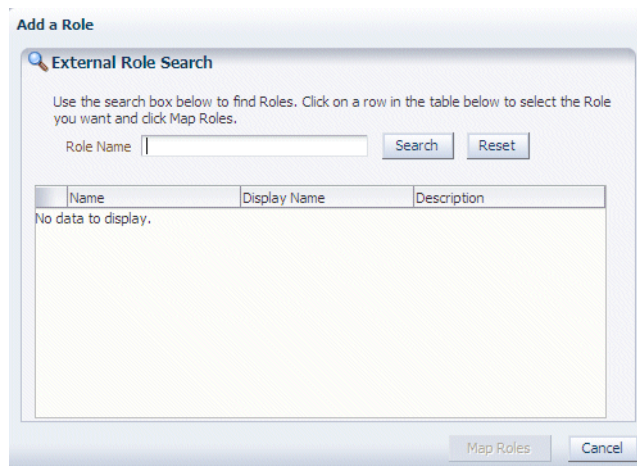 Add a Role
External Role Search
Use the search box below to find Roles. Click on a row in the table below to select the Role
you want and click Map Roles.
Role Name Search Reset
Name Display Name Description
No data to display.
Map Roles Cancel